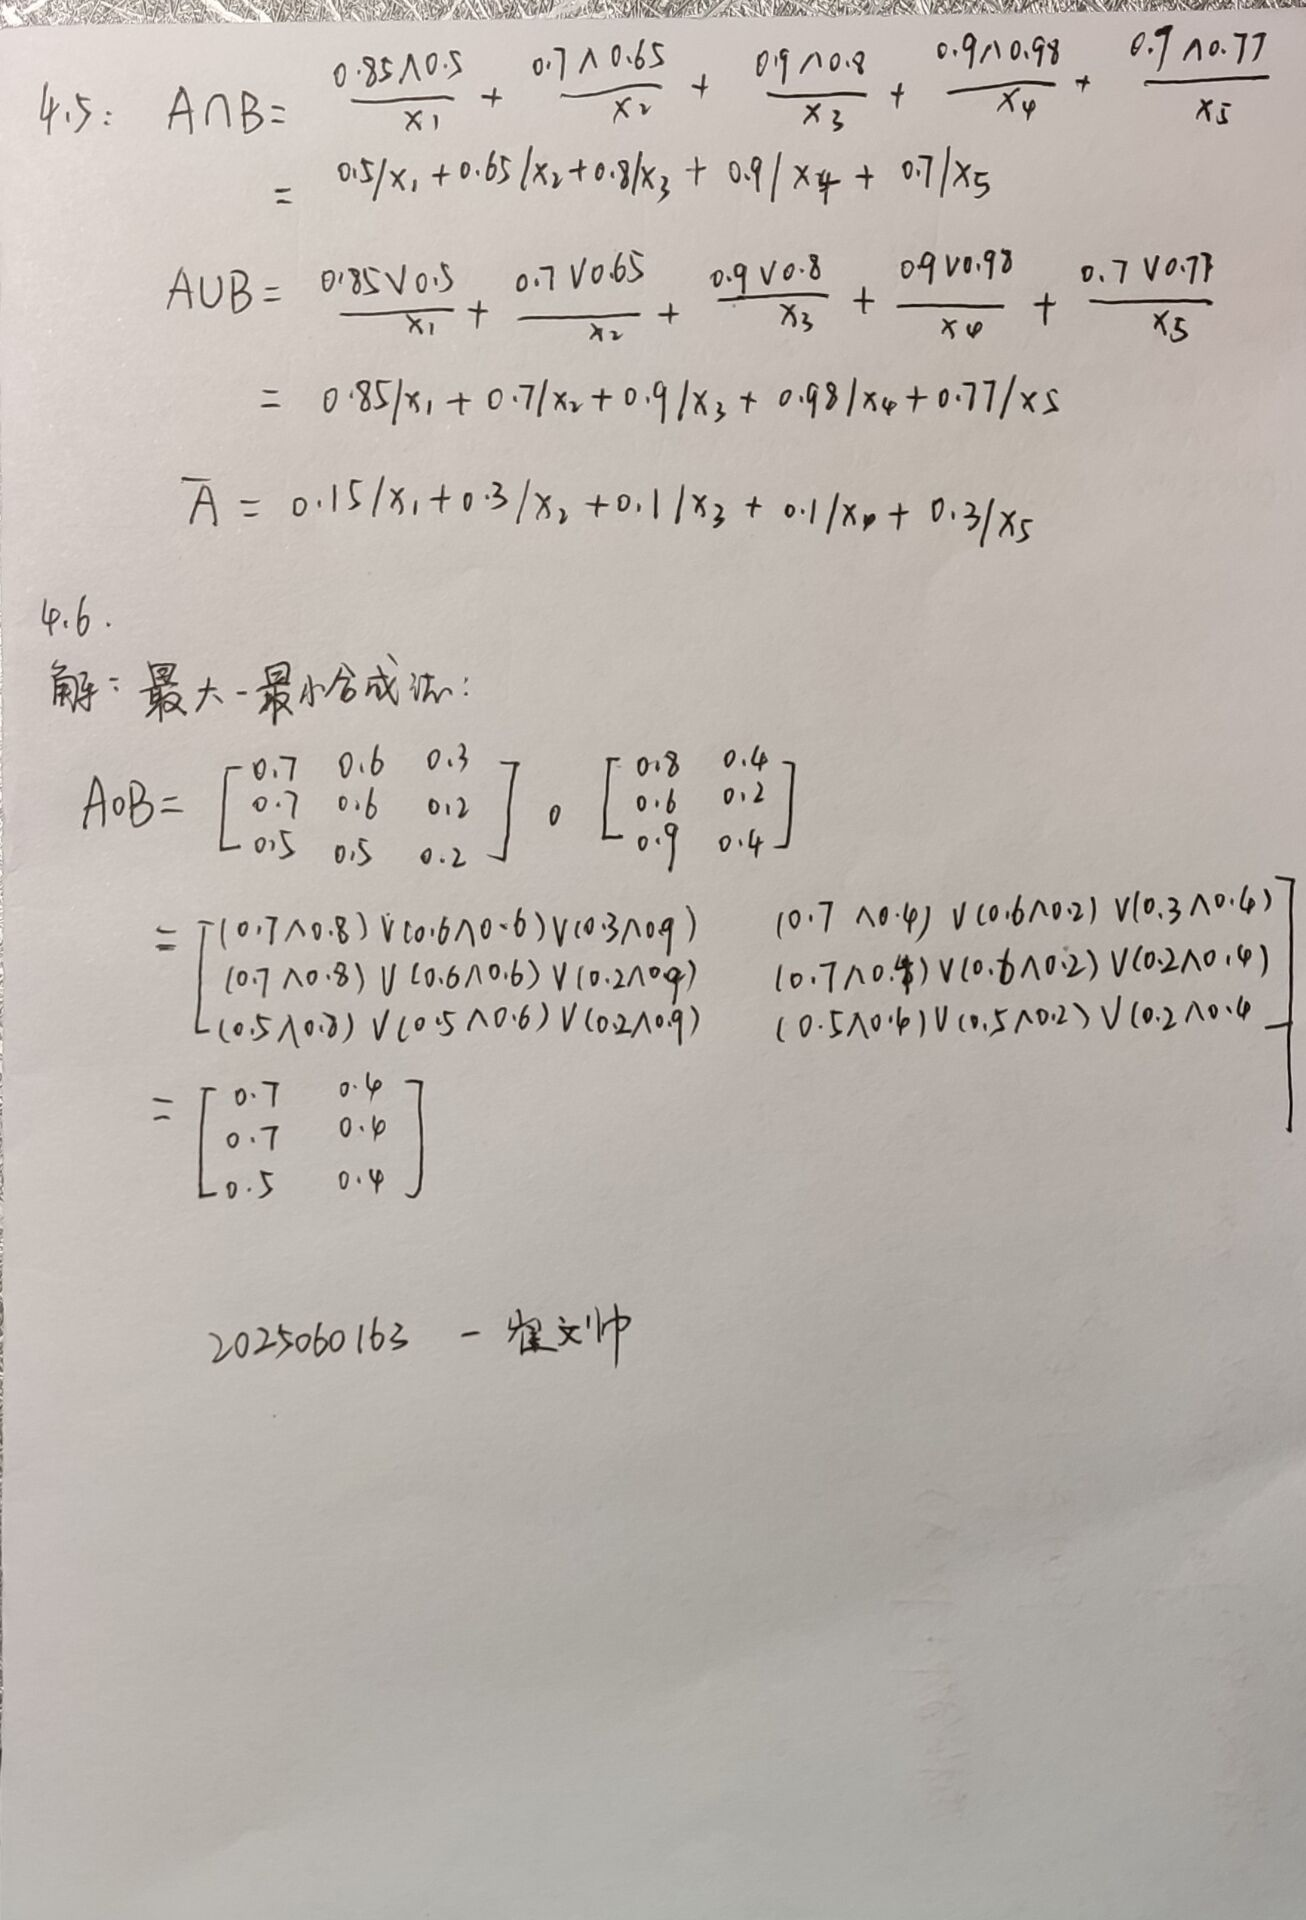 4.5: A∩B= 0.85∧0.5/x₁ + 0.7∧0.65/x₂ + 0.9∧0.8/x₃ + 0.9∧0.98/x₄ + 0.7∧0.77/x₅
= 0.5/x₁+0.65/x₂+0.8/x₃ + 0.9/x₄ + 0.7/x₅
A∪B= 0.85∨0.5/x₁ + 0.7∨0.65/x₂ + 0.9∨0.8/x₃ + 0.9∨0.98/x₄ + 0.7∨0.77/x₅
= 0.85/x₁+0.7/x₂+0.9/x₃+0.98/x₄+0.77/x₅
A̅ = 0.15/x₁+0.3/x₂+0.1/x₃+0.1/x₄+0.3/x₅
4.6.
解:最大-最小合成法:
A∘B= [0.7 0.6 0.3 ∘ [0.8 0.4
0.7 0.6 0.2 0.6 0.2
0.5 0.5 0.2] 0.9 0.4]
= [(0.7∧0.8)∨(0.6∧0.6)∨(0.3∧0.9) (0.7∧0.4)∨(0.6∧0.2)∨(0.3∧0.4)
(0.7∧0.8)∨(0.6∧0.6)∨(0.2∧0.9) (0.7∧0.4)∨(0.6∧0.2)∨(0.2∧0.4)
(0.5∧0.8)∨(0.5∧0.6)∨(0.2∧0.9) (0.5∧0.4)∨(0.5∧0.2)∨(0.2∧0.4]
= [0.7 0.4
0.7 0.4
0.5 0.4]
2025060163 - 崔文帅